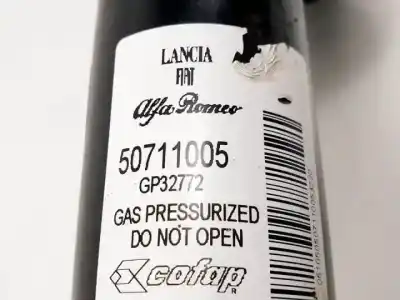 LANCIA
FIAT
Alfa Romeo
50711005
GP32772
GAS PRESSURIZED
DO NOT OPEN
cofap R